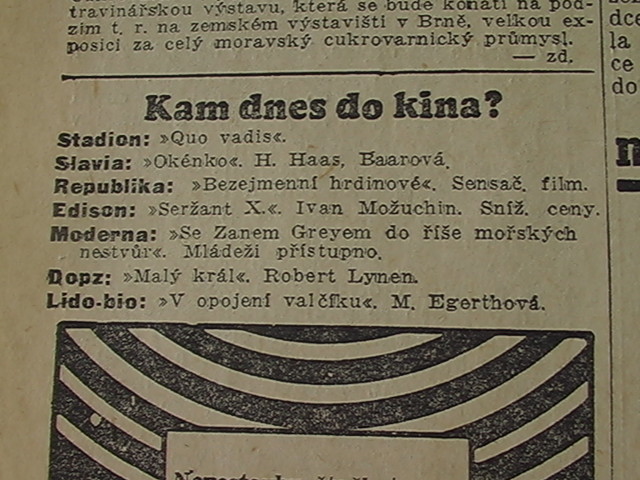 travinářskou výstavu, která se bude konati na pod-
zim t. r. na zemském výstavišti v Brně, velkou ex-
posici za celý moravský cukrovarnický průmysl.
— zd.
Kam dnes do kina?
Stadion: »Quo vadis«.
Slavia: »Okénko«. H. Haas, Baarová.
Republika: »Bezejmenní hrdinové«. Sensač. film.
Edison: »Seržant X.«. Ivan Možuchin. Sníž. ceny.
Moderna: »Se Zanem Greyem do říše mořských
nestvůr«. Mládeži přístupno.
Dopz: »Malý král«. Robert Lynen.
Lido-bio: »V opojení valčíku«. M. Egerthová.
la
ce
do